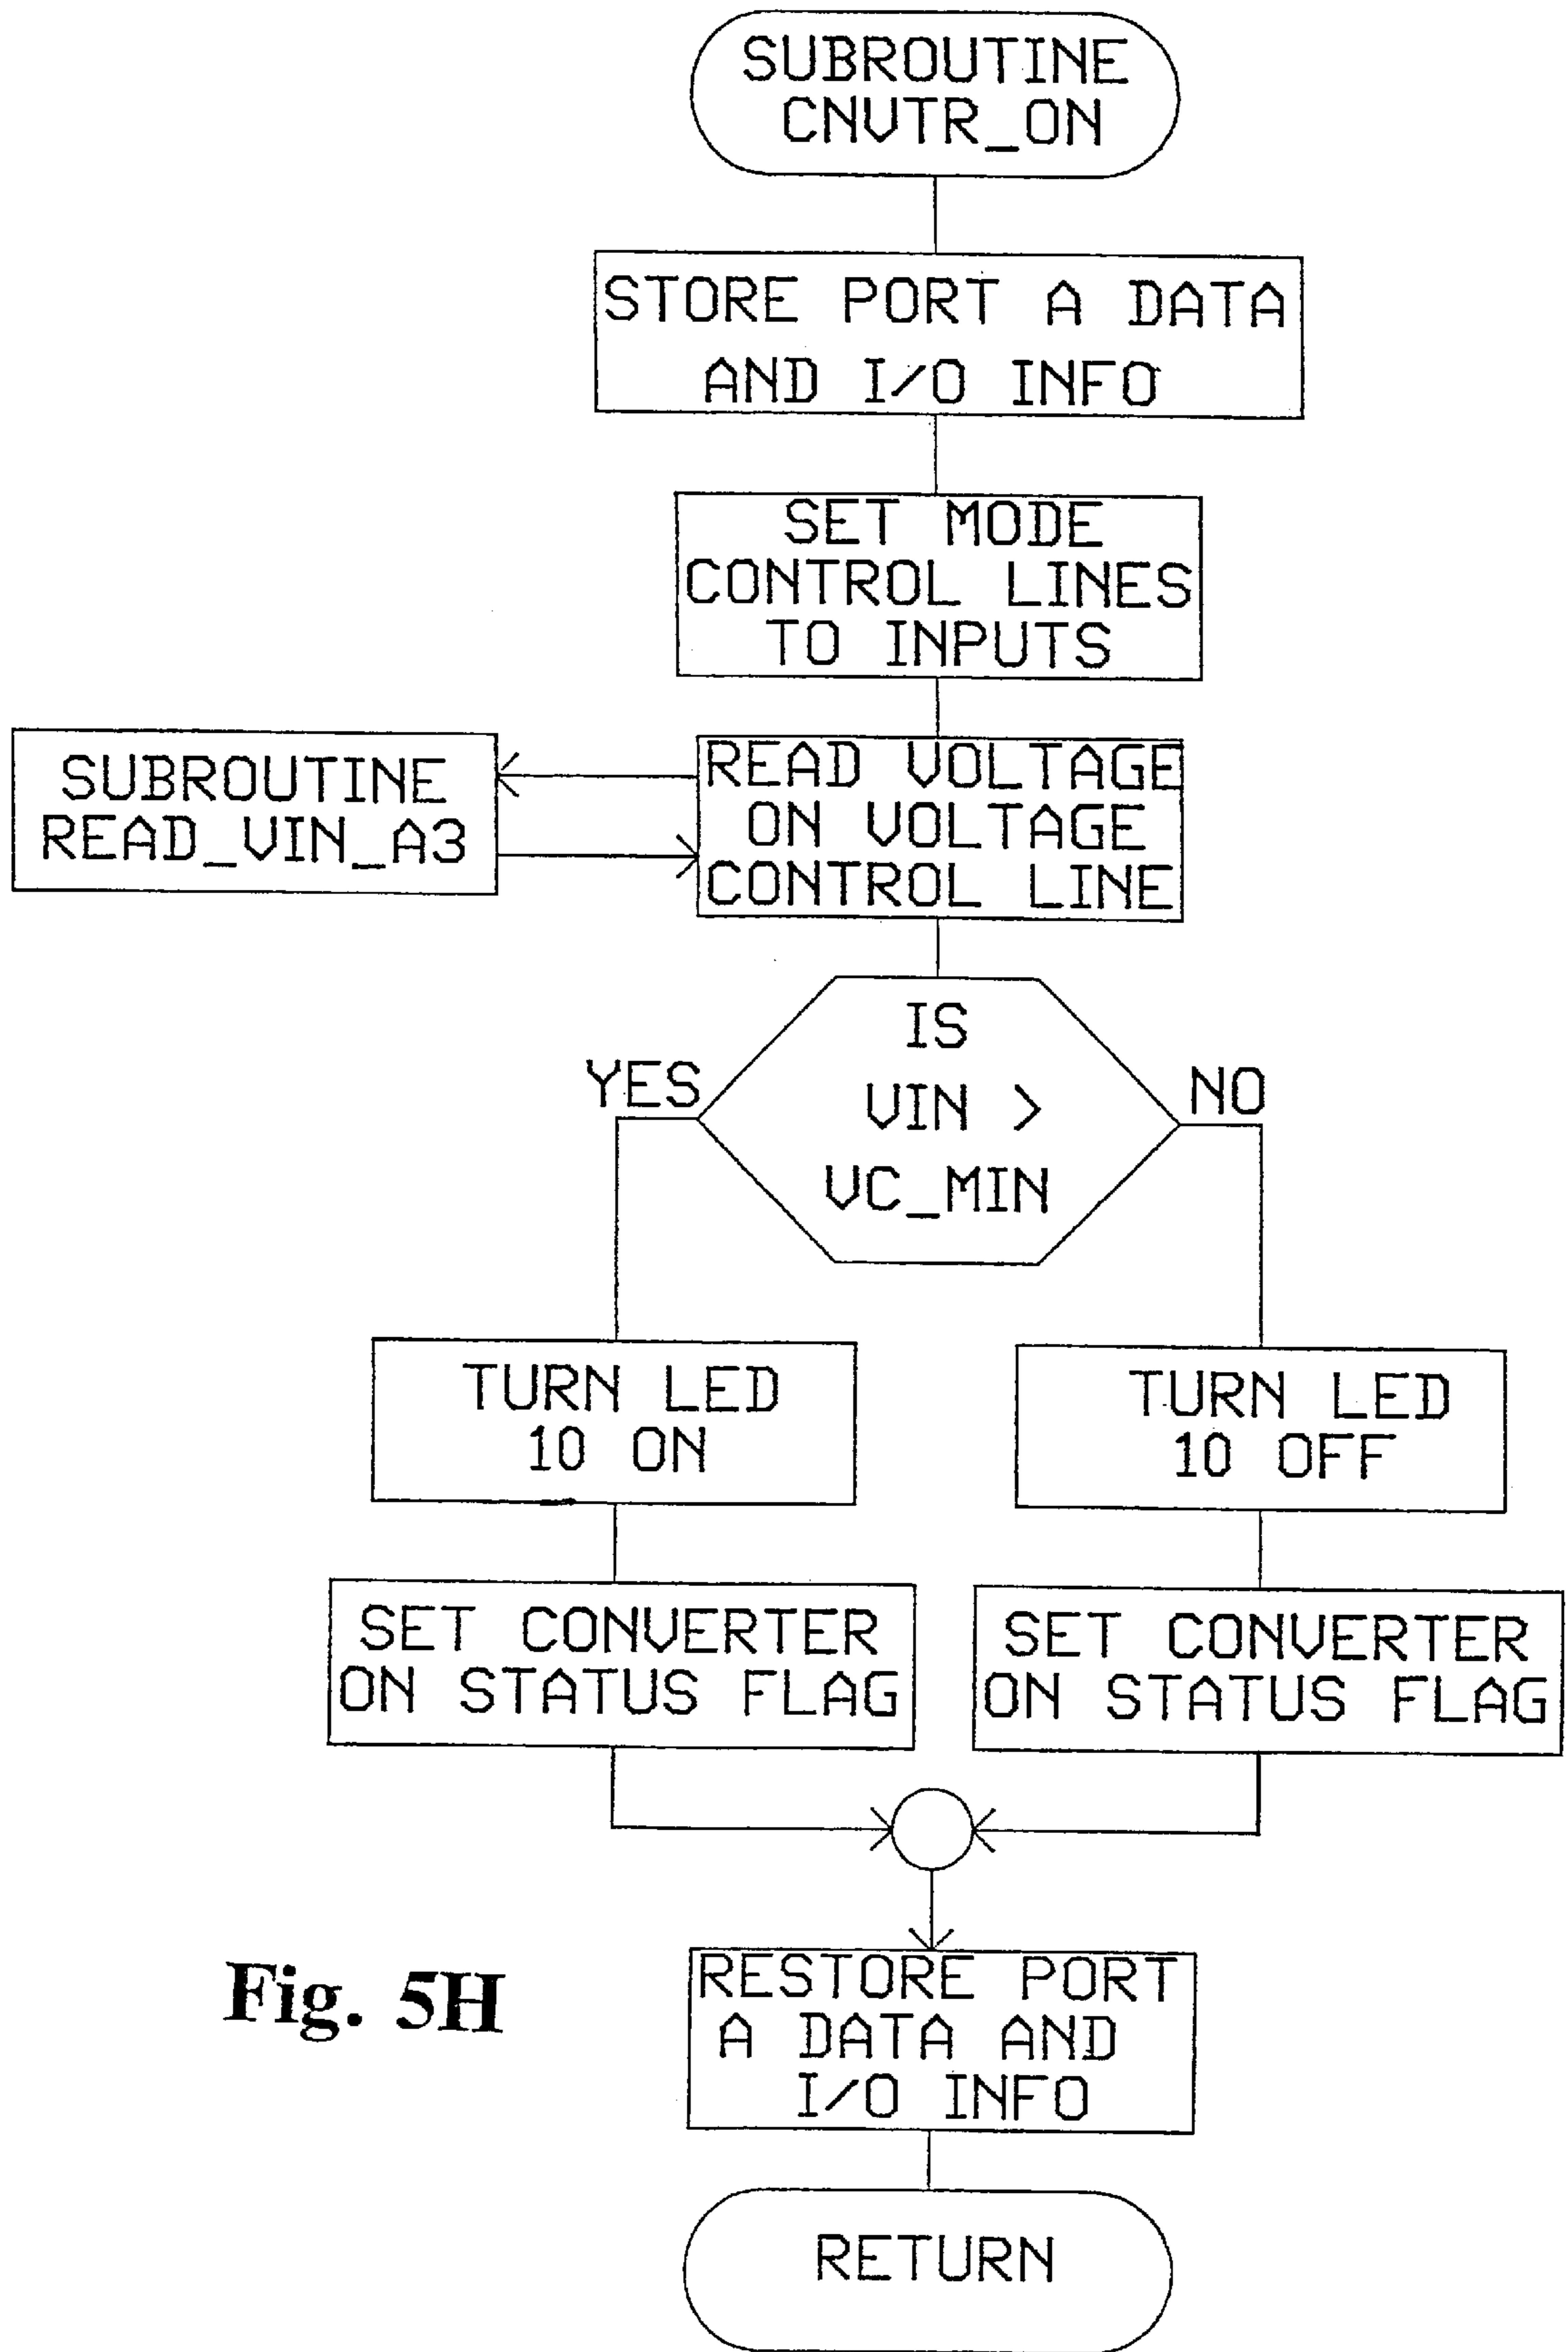 SUBROUTINE
CNVTR_ON
STORE PORT A DATA
AND I/O INFO
SET MODE
CONTROL LINES
TO INPUTS
SUBROUTINE
READ_VIN_A3
READ VOLTAGE
ON VOLTAGE
CONTROL LINE
IS
VIN >
VC_MIN
YES
NO
TURN LED
10 ON
TURN LED
10 OFF
SET CONVERTER
ON STATUS FLAG
SET CONVERTER
ON STATUS FLAG
RESTORE PORT
A DATA AND
I/O INFO
RETURN
Fig. 5H